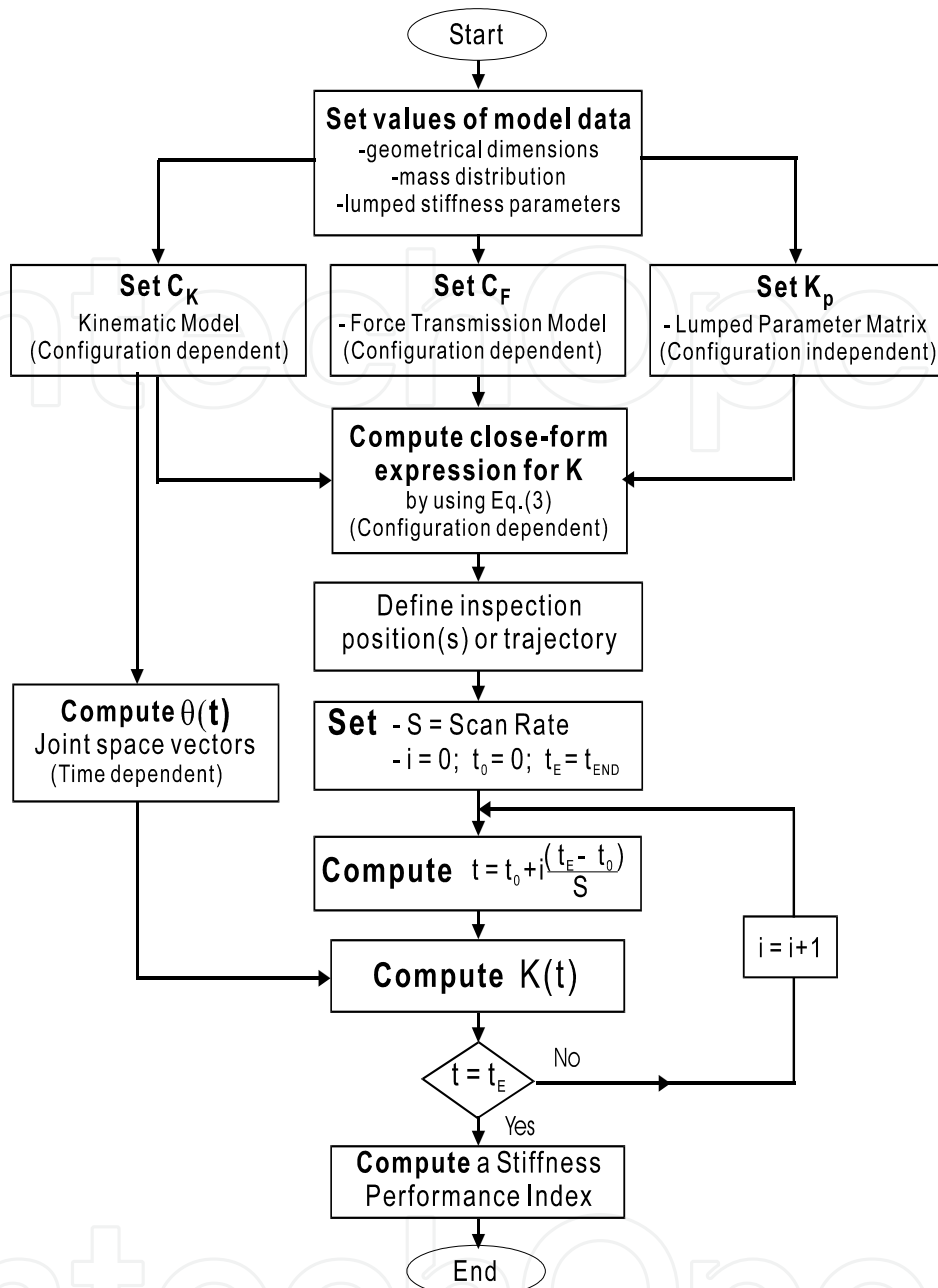 Start
Set values of model data
-geometrical dimensions
-mass distribution
-lumped stiffness parameters
Set C_K
Kinematic Model
(Configuration dependent)
Set C_F
- Force Transmission Model
(Configuration dependent)
Set K_p
- Lumped Parameter Matrix
(Configuration independent)
Compute close-form
expression for K
by using Eq.(3)
(Configuration dependent)
Define inspection
position(s) or trajectory
Compute θ(t)
Joint space vectors
(Time dependent)
Set - S = Scan Rate
- i = 0; t_0 = 0; t_E = t_END
Compute t = t_0 + i (t_E - t_0) / S
i = i+1
Compute K(t)
t = t_E
No
Yes
Compute a Stiffness
Performance Index
End